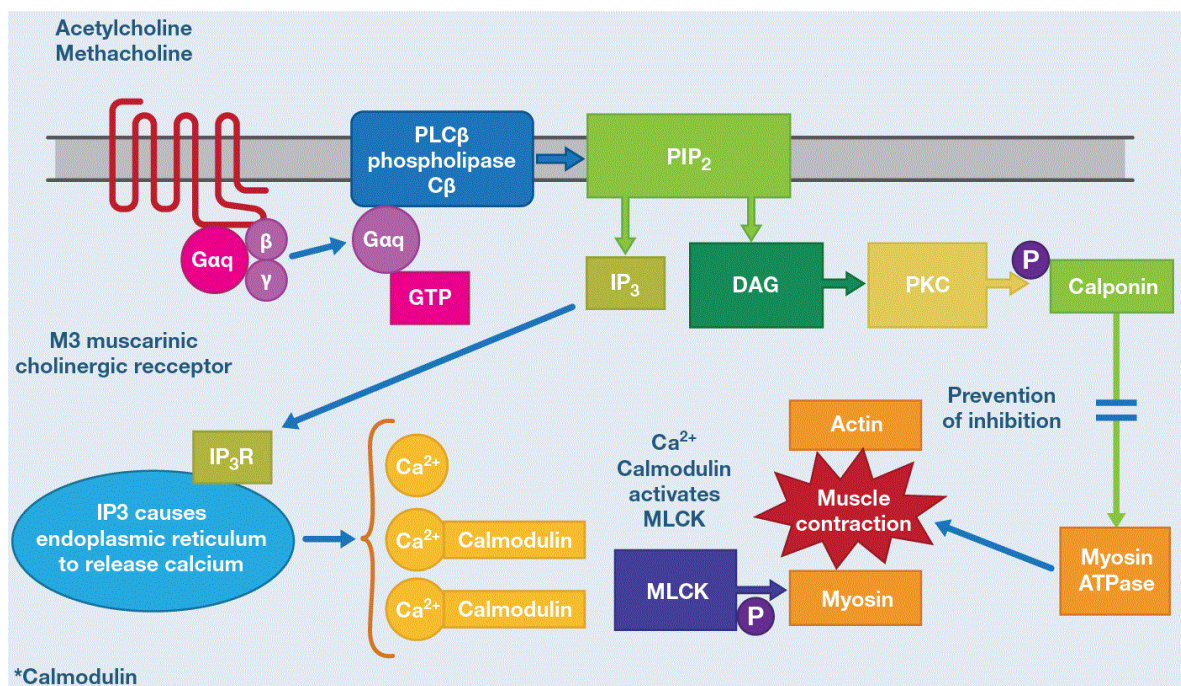 Acetylcholine
Methacholine
PLCβ
phospholipase
Cβ
PIP2
Gαq
β
γ
Gαq
GTP
IP3
DAG
PKC
P
Calponin
M3 muscarinic
cholinergic recceptor
Prevention
of inhibition
IP3R
IP3 causes
endoplasmic reticulum
to release calcium
Ca2+
Ca2+
Calmodulin
Ca2+
Calmodulin
Ca2+
Calmodulin
activates
MLCK
Actin
Muscle
contraction
MLCK
P
Myosin
Myosin
ATPase
*Calmodulin